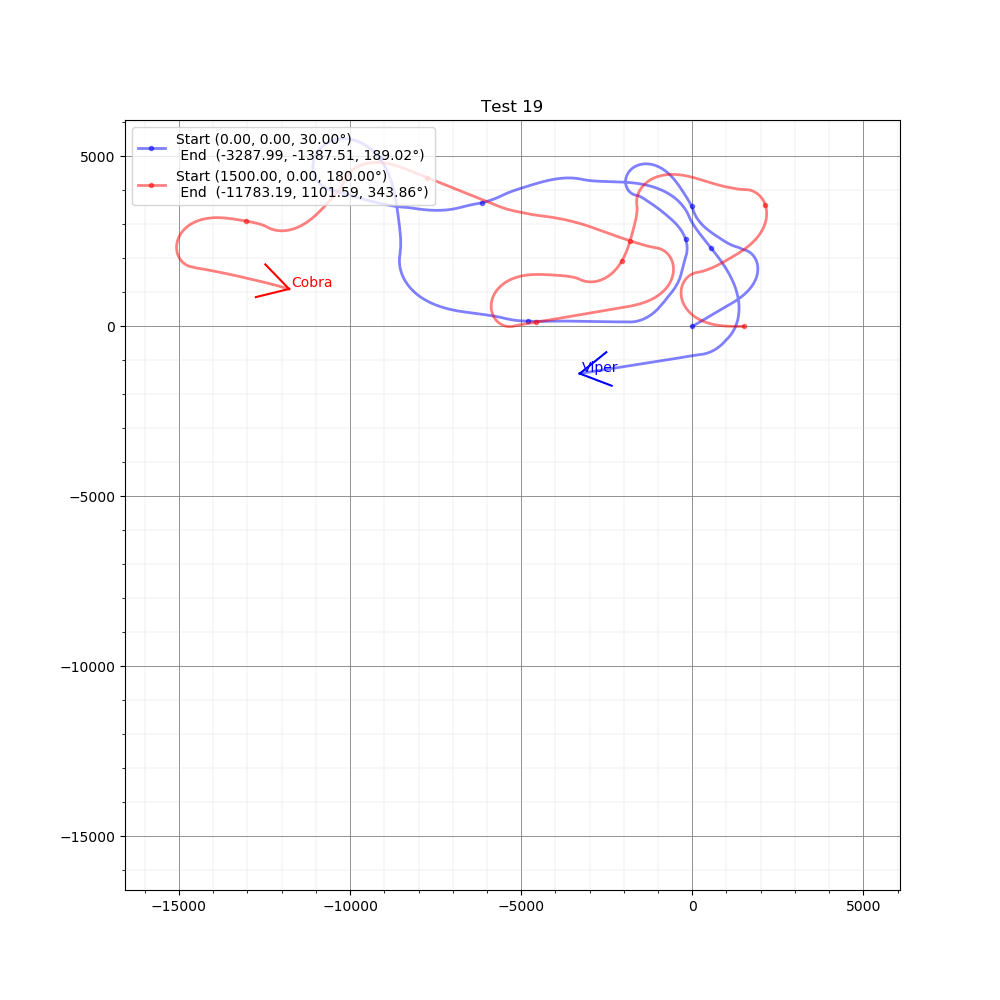 Test 19
Start (0.00, 0.00, 30.00°)
End (-3287.99, -1387.51, 189.02°)
Start (1500.00, 0.00, 180.00°)
End (-11783.19, 1101.59, 343.86°)
5000
0
−5000
−10000
−15000
Cobra
Viper
−15000
−10000
−5000
0
5000